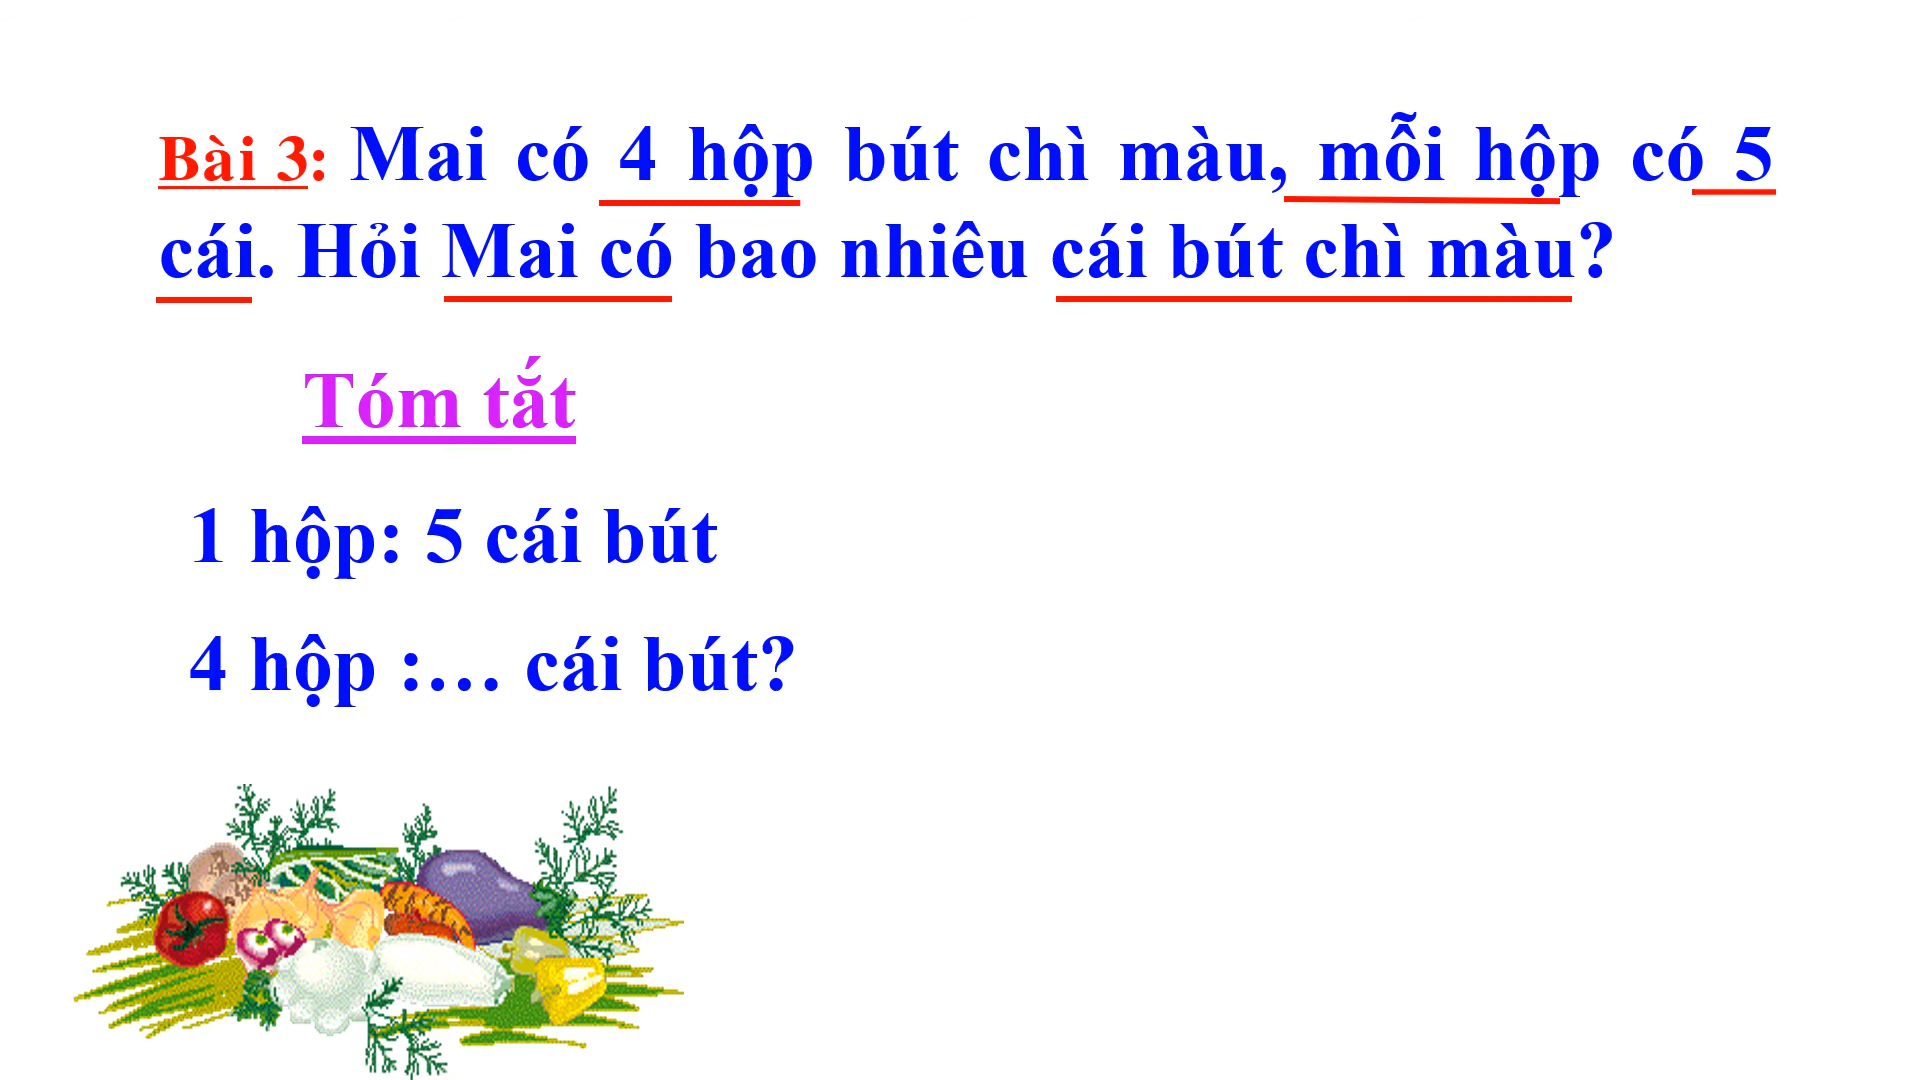 Bài 3: Mai có 4 hộp bút chì màu, mỗi hộp có 5
cái. Hỏi Mai có bao nhiêu cái bút chì màu?
Tóm tắt
1 hộp: 5 cái bút
4 hộp :… cái bút?